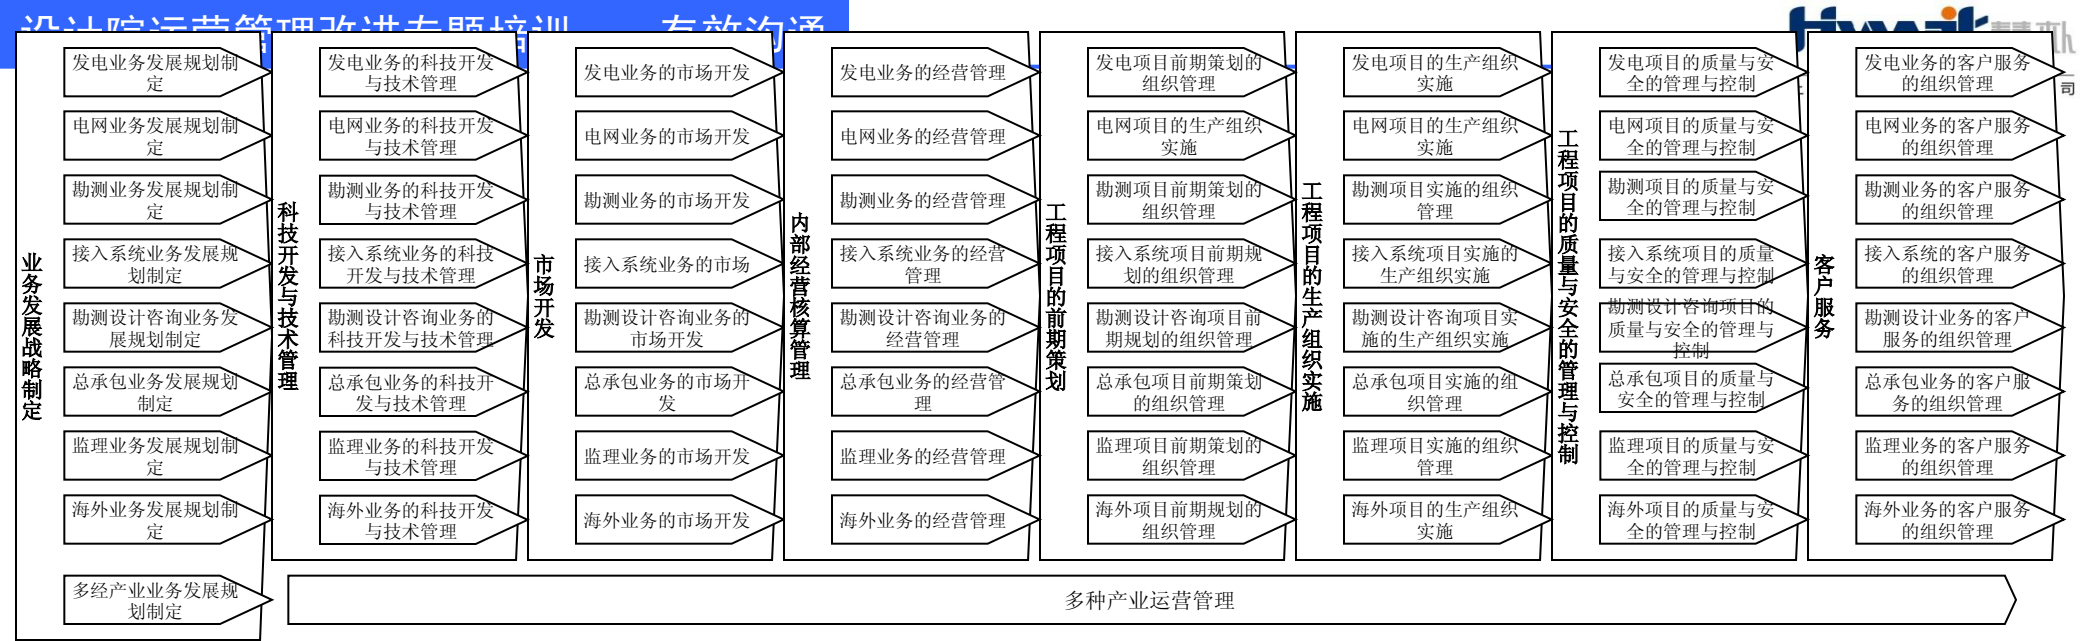 设计院运营管理改进专题培训 有效沟通
慧朴
司
业务发展战略制定
发电业务发展规划制
定
电网业务发展规划制
定
勘测业务发展规划制
定
接入系统业务发展规
划制定
勘测设计咨询业务发
展规划制定
总承包业务发展规划
制定
监理业务发展规划制
定
海外业务发展规划制
定
多经产业业务发展规
划制定
科技开发与技术管理
发电业务的科技开发
与技术管理
电网业务的科技开发
与技术管理
勘测业务的科技开发
与技术管理
接入系统业务的科技
开发与技术管理
勘测设计咨询业务的
科技开发与技术管理
总承包业务的科技开
发与技术管理
监理业务的科技开发
与技术管理
海外业务的科技开发
与技术管理
市场开发
发电业务的市场开发
电网业务的市场开发
勘测业务的市场开发
接入系统业务的市场
勘测设计咨询业务的
市场开发
总承包业务的市场开
发
监理业务的市场开发
海外业务的市场开发
内部经营核算管理
发电业务的经营管理
电网业务的经营管理
勘测业务的经营管理
接入系统业务的经营
管理
勘测设计咨询业务的
经营管理
总承包业务的经营管
理
监理业务的经营管理
海外业务的经营管理
工程项目的前期策划
发电项目前期策划的
组织管理
电网项目的生产组织
实施
勘测项目前期策划的
组织管理
接入系统项目前期规
划的组织管理
勘测设计咨询项目前
期规划的组织管理
总承包项目前期策划
的组织管理
监理项目前期策划的
组织管理
海外项目前期规划的
组织管理
工程项目的生产组织实施
发电项目的生产组织
实施
电网项目的生产组织
实施
勘测项目实施的组织
管理
接入系统项目实施的
生产组织实施
勘测设计咨询项目实
施的生产组织实施
总承包项目实施的组
织管理
监理项目实施的组织
管理
海外项目的生产组织
实施
工程项目的质量与安全的管理与控制
发电项目的质量与安
全的管理与控制
电网项目的质量与安
全的管理与控制
勘测项目的质量与安
全的管理与控制
接入系统项目的质量
与安全的管理与控制
勘测设计咨询项目的
质量与安全的管理与
控制
总承包项目的质量与
安全的管理与控制
监理项目的质量与安
全的管理与控制
海外项目的质量与安
全的管理与控制
客户服务
发电业务的客户服务
的组织管理
电网业务的客户服务
的组织管理
勘测业务的客户服务
的组织管理
接入系统的客户服务
的组织管理
勘测设计业务的客户
服务的组织管理
总承包业务的客户服
务的组织管理
监理业务的客户服务
的组织管理
海外业务的客户服务
的组织管理
多种产业运营管理